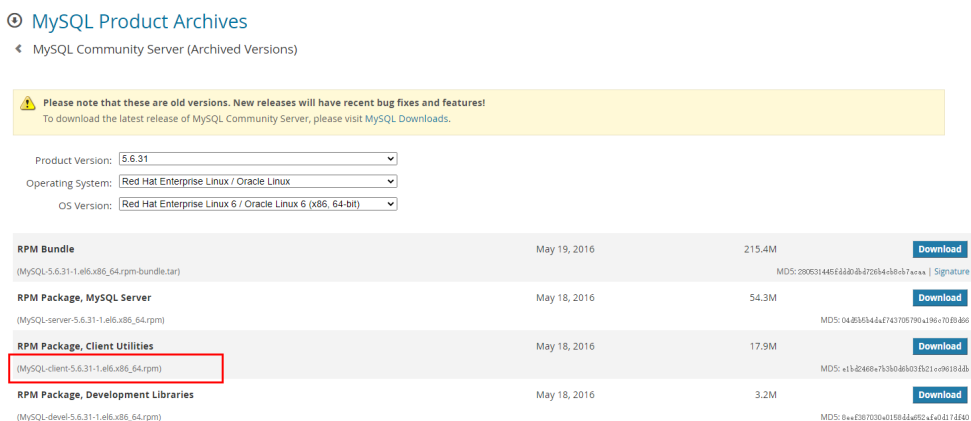 MySQL Product Archives
MySQL Community Server (Archived Versions)
Please note that these are old versions. New releases will have recent bug fixes and features!
To download the latest release of MySQL Community Server, please visit MySQL Downloads.
Product Version: 5.6.31
Operating System: Red Hat Enterprise Linux / Oracle Linux
OS Version: Red Hat Enterprise Linux 6 / Oracle Linux 6 (x86, 64-bit)
RPM Bundle May 19, 2016 215.4M Download
(MySQL-5.6.31-1.el6.x86_64.rpm-bundle.tar) MD5: | Signature
RPM Package, MySQL Server May 18, 2016 54.3M Download
(MySQL-server-5.6.31-1.el6.x86_64.rpm) MD5:
RPM Package, Client Utilities May 18, 2016 17.9M Download
(MySQL-client-5.6.31-1.el6.x86_64.rpm) MD5:
RPM Package, Development Libraries May 18, 2016 3.2M Download
(MySQL-devel-5.6.31-1.el6.x86_64.rpm) MD5: